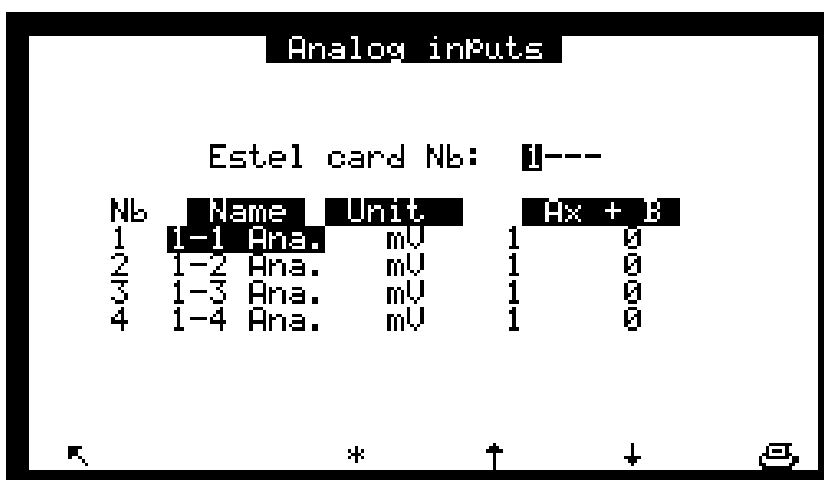 Analog inputs
Estel card Nb: 1---
Nb Name Unit Ax + B
1 1-1 Ana. mV 1 0
2 1-2 Ana. mV 1 0
3 1-3 Ana. mV 1 0
4 1-4 Ana. mV 1 0
*